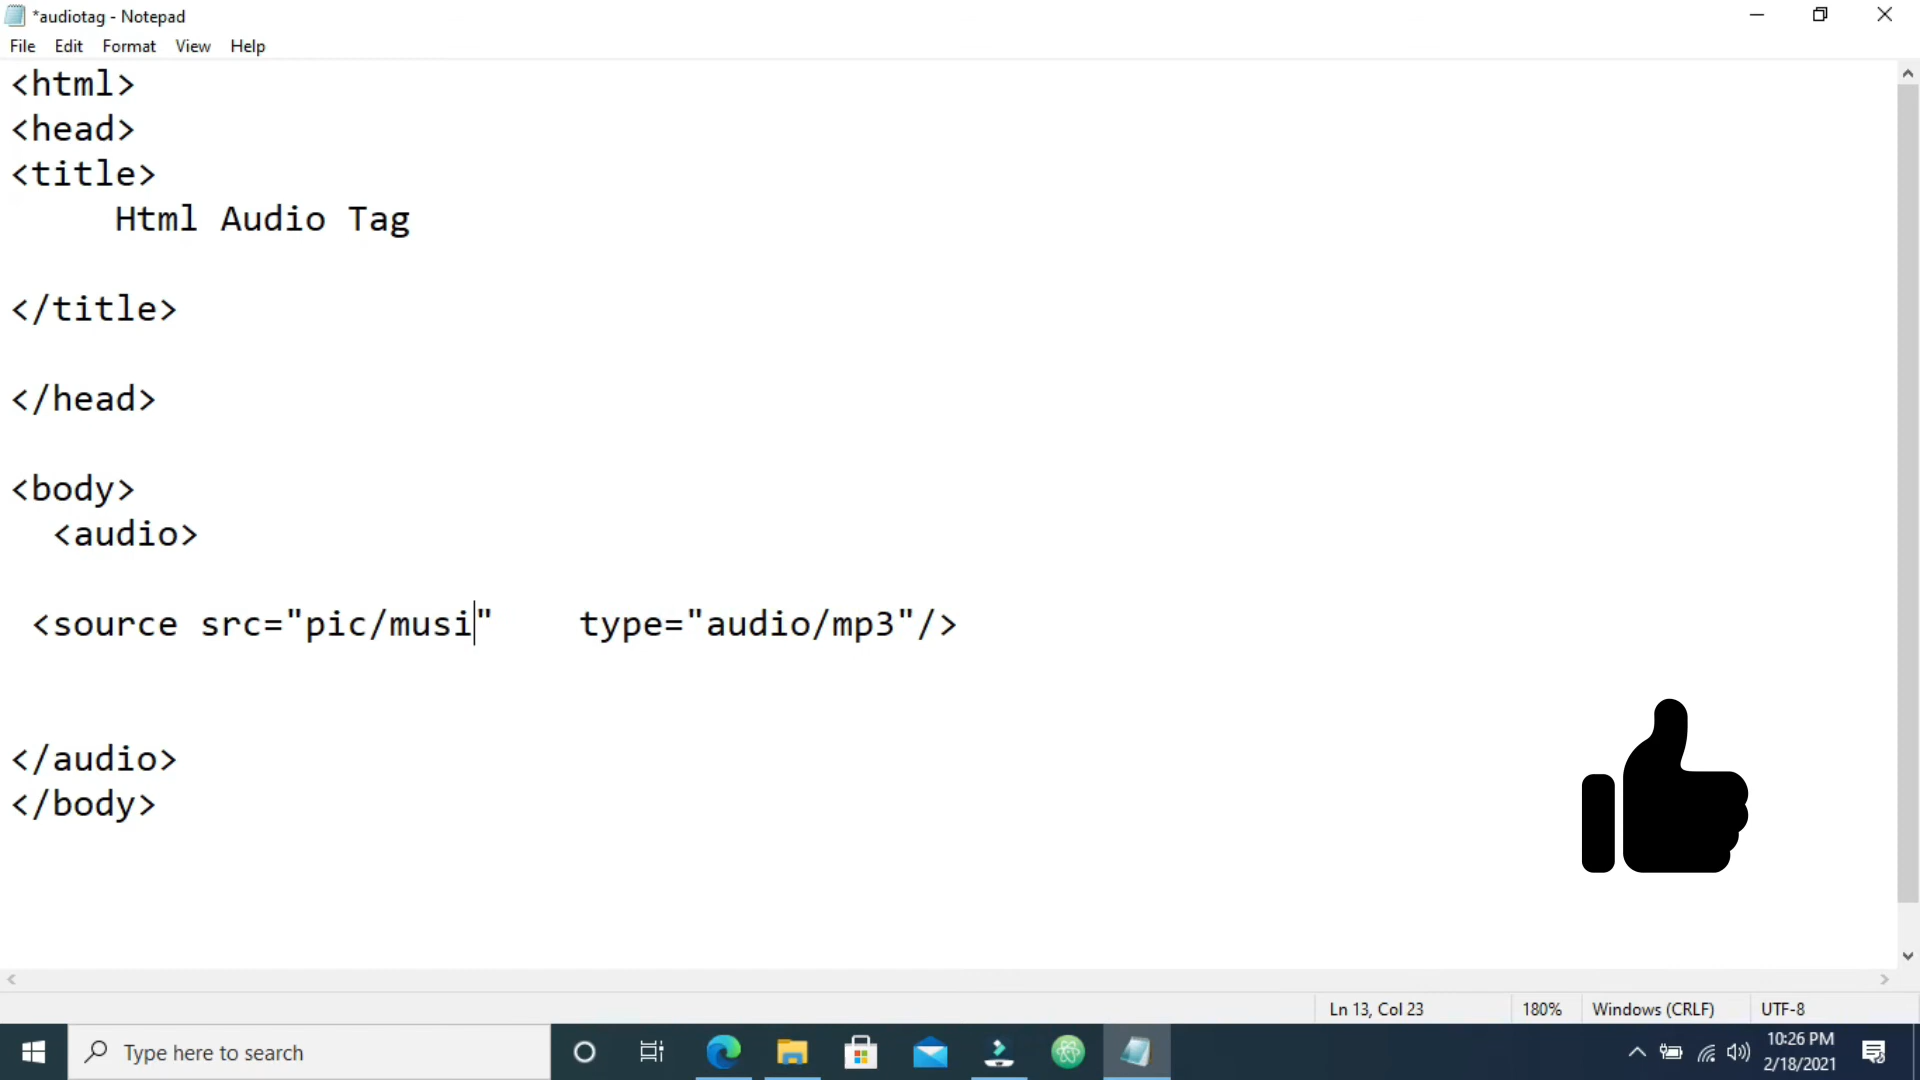 *audiotag - Notepad
File Edit Format View Help
<html>
<head>
<title>
Html Audio Tag
</title>
</head>
<body>
<audio>
<source src="pic/musi" type="audio/mp3"/>
</audio>
</body>
Ln 13, Col 23 180% Windows (CRLF) UTF-8
Type here to search
10:26 PM
2/18/2021